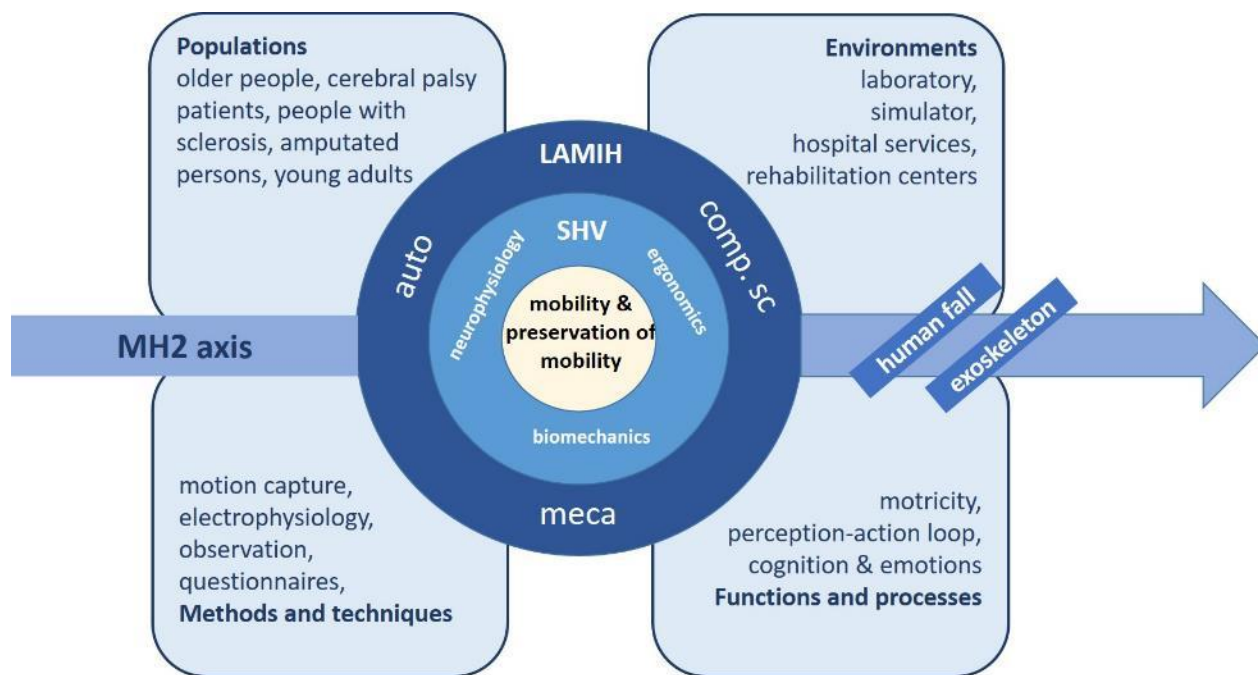 Populations
older people, cerebral palsy
patients, people with
sclerosis, amputated
persons, young adults
Environments
laboratory,
simulator,
hospital services,
rehabilitation centers
LAMIH
auto
comp. sc
SHV
neurophysiology
ergonomics
mobility &
preservation of
mobility
biomechanics
meca
MH2 axis
human fall
exoskeleton
motion capture,
electrophysiology,
observation,
questionnaires,
Methods and techniques
motricity,
perception-action loop,
cognition & emotions
Functions and processes